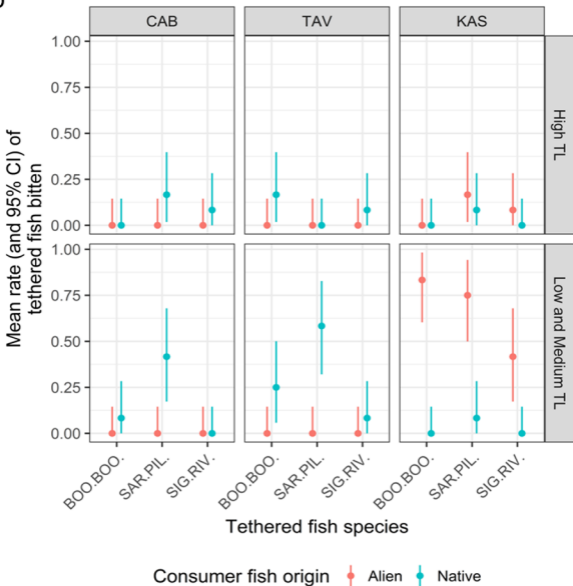 CAB TAV KAS
1.00
0.75
0.50
0.25
0.00
High TL
1.00
0.75
0.50
0.25
0.00
Low and Medium TL
Mean rate (and 95% CI) of
tethered fish bitten
BOO.BOO. SAR.PIL. SIG.RIV. BOO.BOO. SAR.PIL. SIG.RIV. BOO.BOO. SAR.PIL. SIG.RIV.
Tethered fish species
Consumer fish origin Alien Native